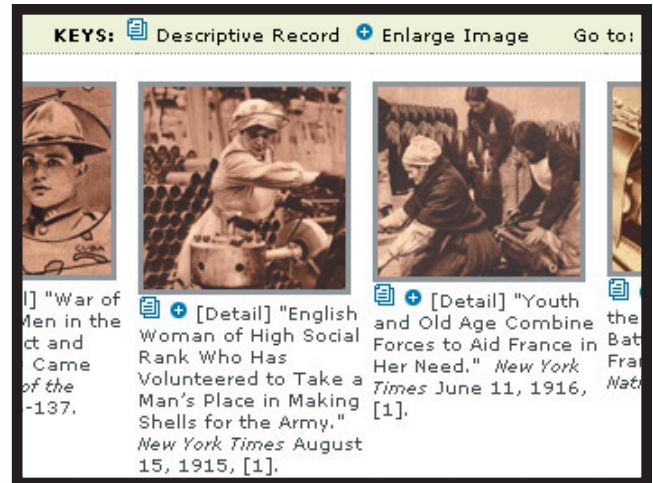 KEYS: Descriptive Record Enlarge Image Go to:
CUBA
l] "War of
Men in the
ct and
Came
of the
-137.
[Detail] "English
Woman of High Social
Rank Who Has
Volunteered to Take a
Man's Place in Making
Shells for the Army."
New York Times August
15, 1915, [1].
[Detail] "Youth
and Old Age Combine
Forces to Aid France in
Her Need." New York
Times June 11, 1916,
[1].
the
Bat
Fra
Nati